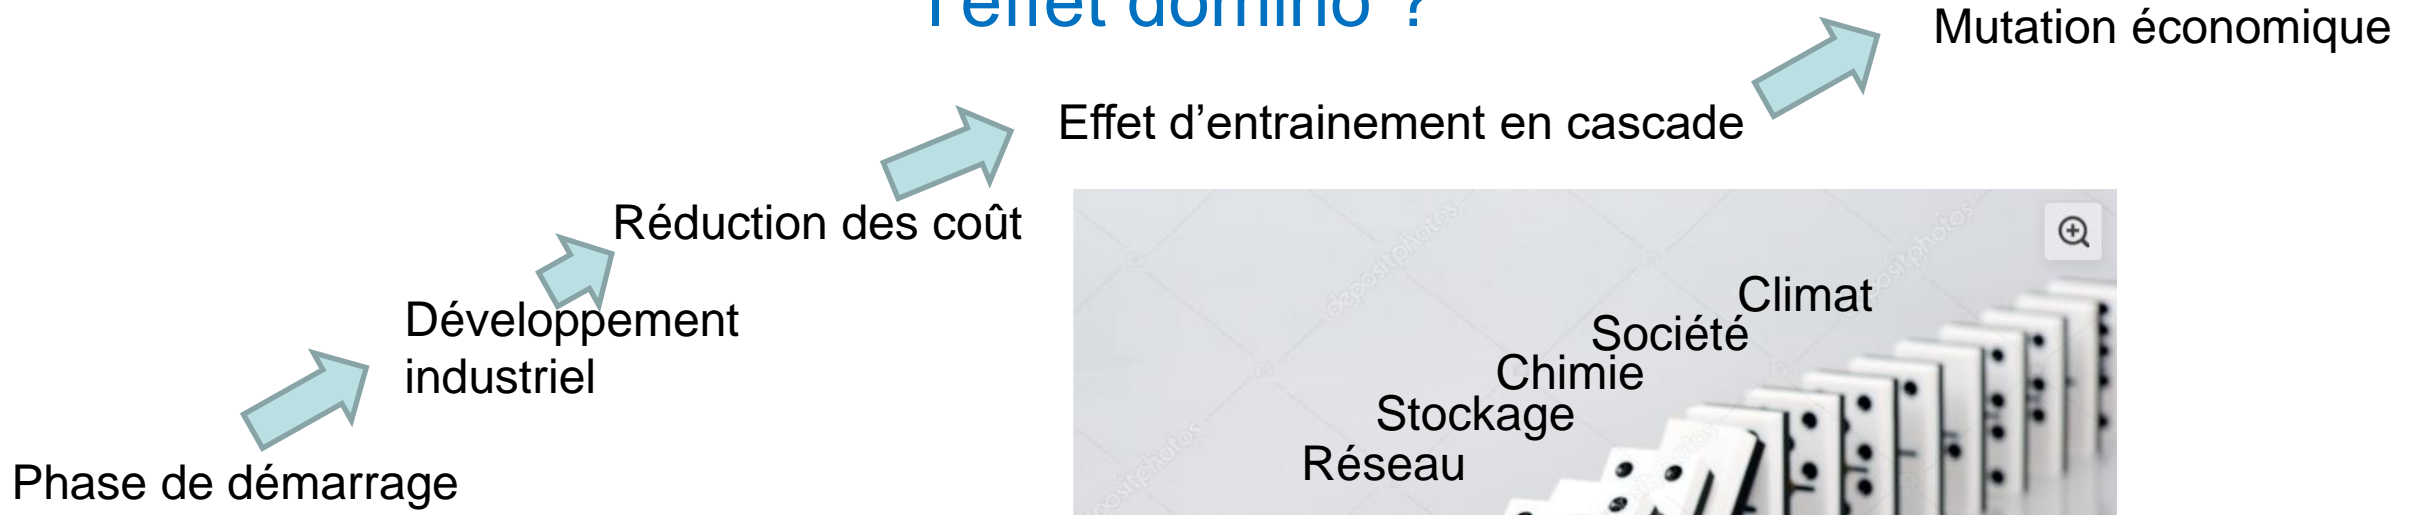 l'effet domino ?
Mutation économique
Effet d’entrainement en cascade
Réduction des coût
Développement
industriel
Phase de démarrage
Climat
Société
Chimie
Stockage
Réseau
depositphotos